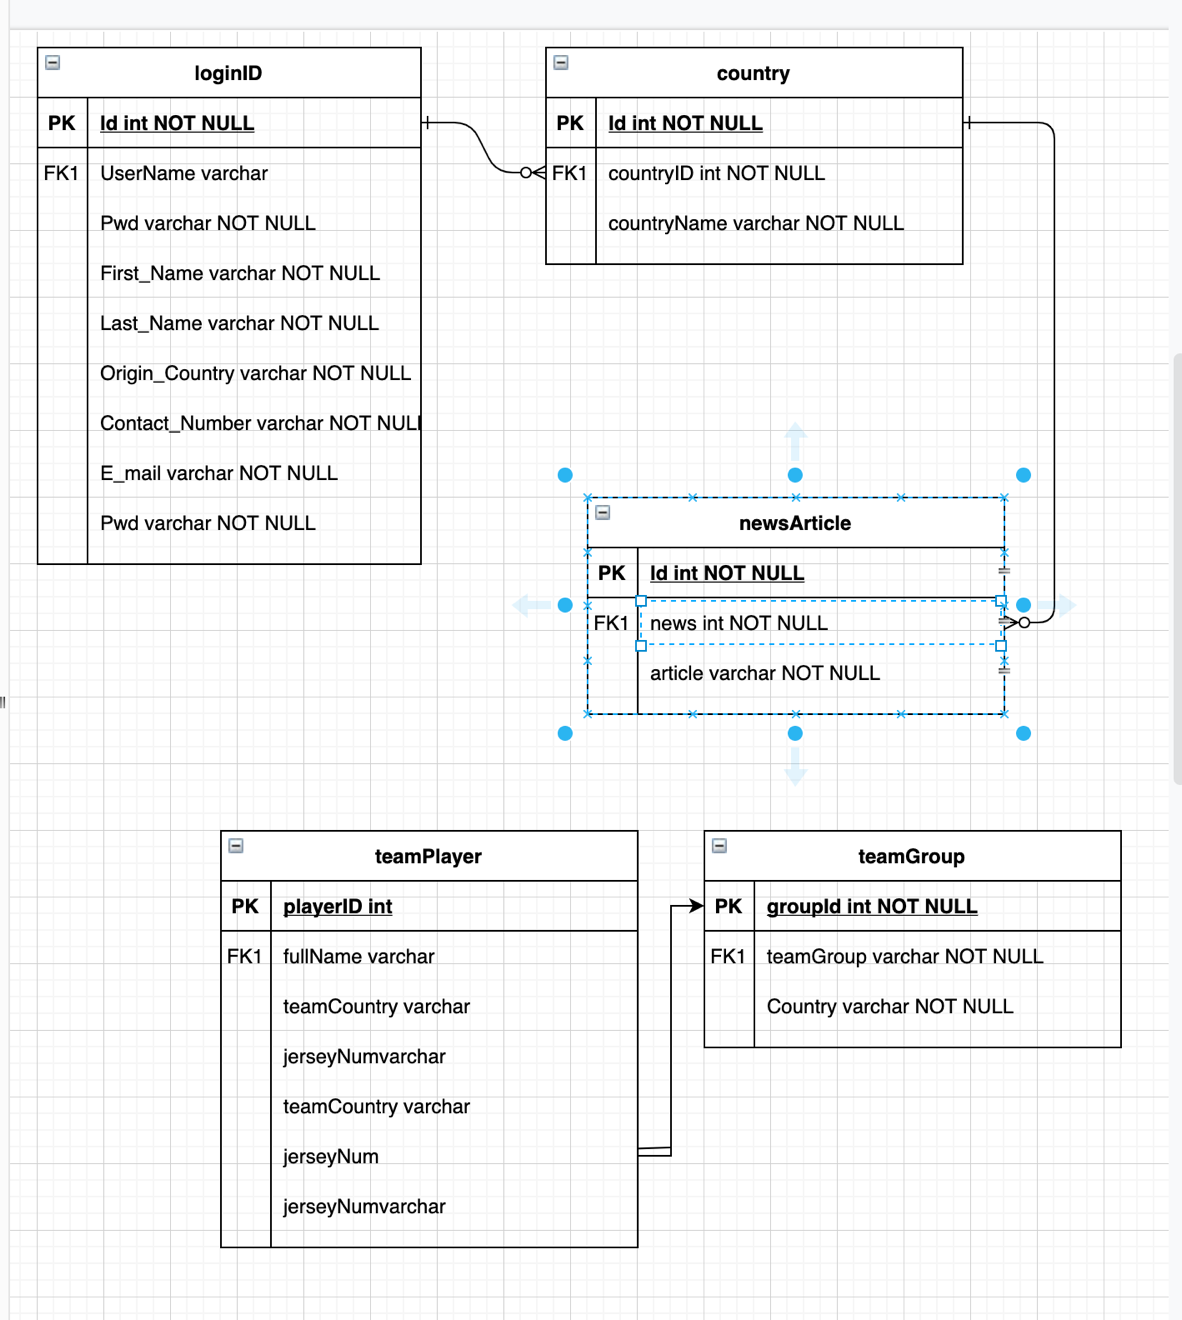 loginID
PK Id int NOT NULL
FK1 UserName varchar
Pwd varchar NOT NULL
First_Name varchar NOT NULL
Last_Name varchar NOT NULL
Origin_Country varchar NOT NULL
Contact_Number varchar NOT NULL
E_mail varchar NOT NULL
Pwd varchar NOT NULL
country
PK Id int NOT NULL
FK1 countryID int NOT NULL
countryName varchar NOT NULL
newsArticle
PK Id int NOT NULL
FK1 news int NOT NULL
article varchar NOT NULL
teamPlayer
PK playerID int
FK1 fullName varchar
teamCountry varchar
jerseyNumvarchar
teamCountry varchar
jerseyNum
jerseyNumvarchar
teamGroup
PK groupId int NOT NULL
FK1 teamGroup varchar NOT NULL
Country varchar NOT NULL